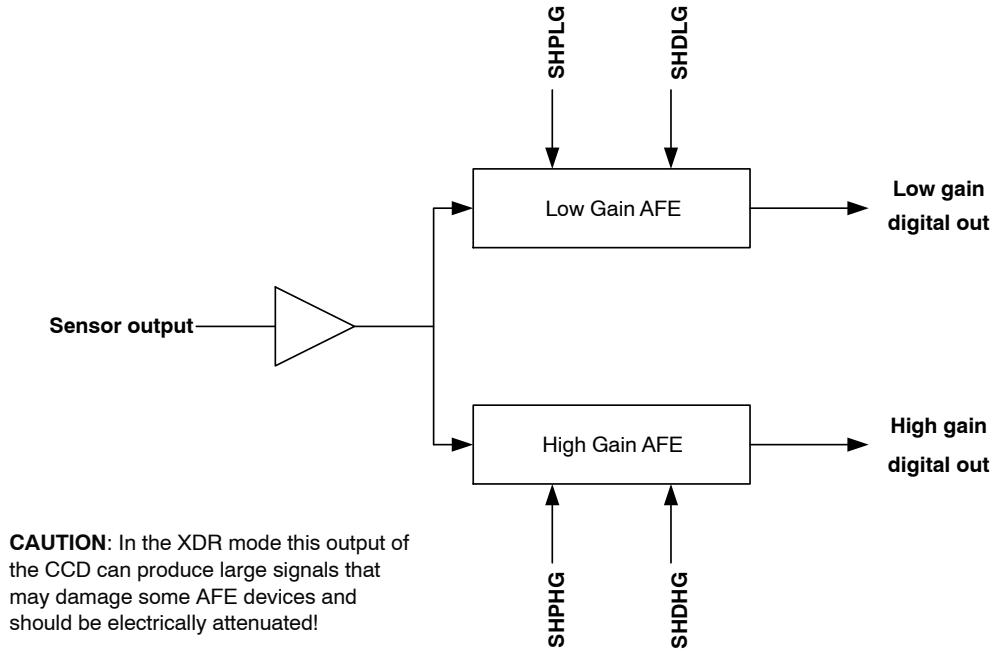 SHPLG
SHDLG
Low Gain AFE
Low gain
digital out
Sensor output
High Gain AFE
High gain
digital out
CAUTION: In the XDR mode this output of
the CCD can produce large signals that
may damage some AFE devices and
should be electrically attenuated!
SHPHG
SHDHG